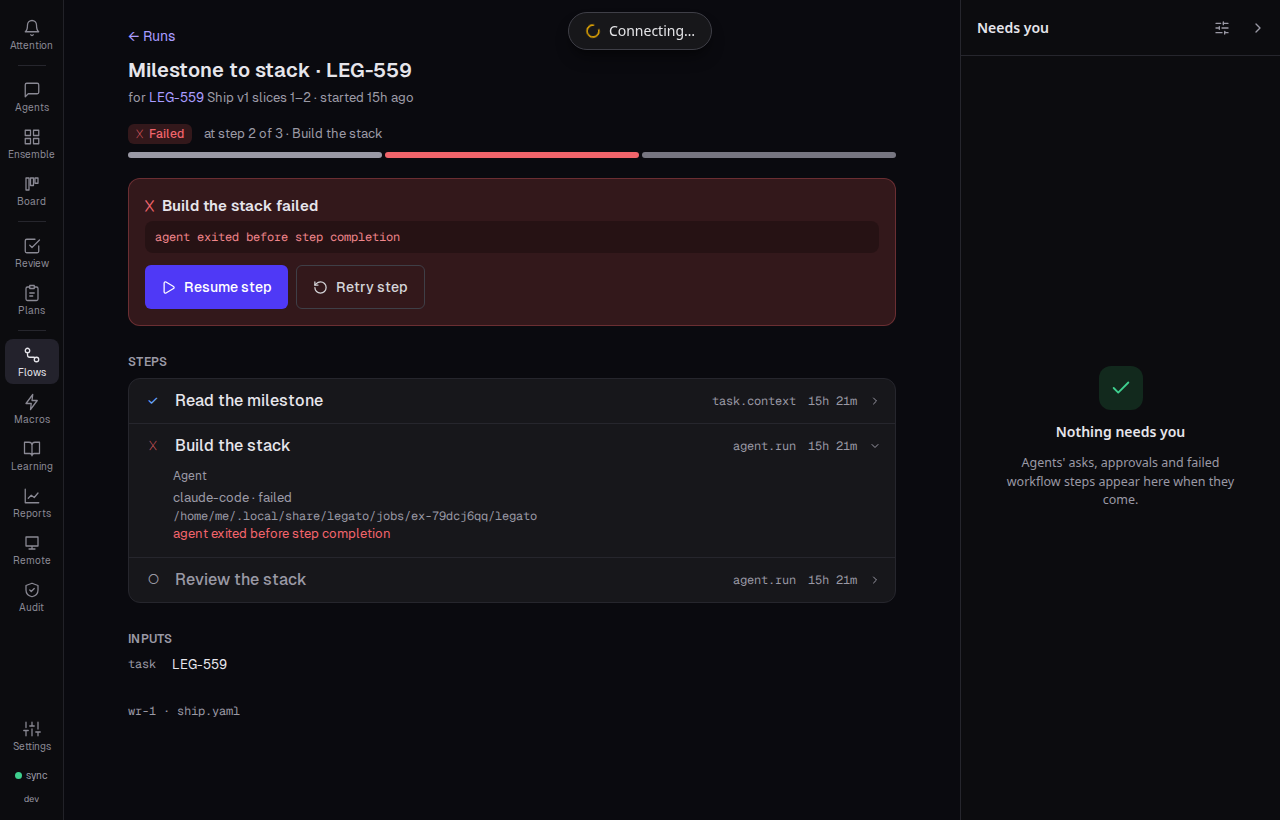 Attention
Agents
Ensemble
Board
Review
Plans
Flows
Macros
Learning
Reports
Remote
Audit
Settings
sync
dev
← Runs
Connecting...
Milestone to stack · LEG-559
for LEG-559 Ship v1 slices 1–2 · started 15h ago
Failed at step 2 of 3 · Build the stack
Build the stack failed
agent exited before step completion
Resume step
Retry step
STEPS
Read the milestone task.context 15h 21m
Build the stack agent.run 15h 21m
Agent
claude-code · failed
/home/me/.local/share/legato/jobs/ex-79dcj6qq/legato
agent exited before step completion
Review the stack agent.run 15h 21m
INPUTS
task LEG-559
wr-1 · ship.yaml
Needs you
Nothing needs you
Agents' asks, approvals and failed
workflow steps appear here when they
come.